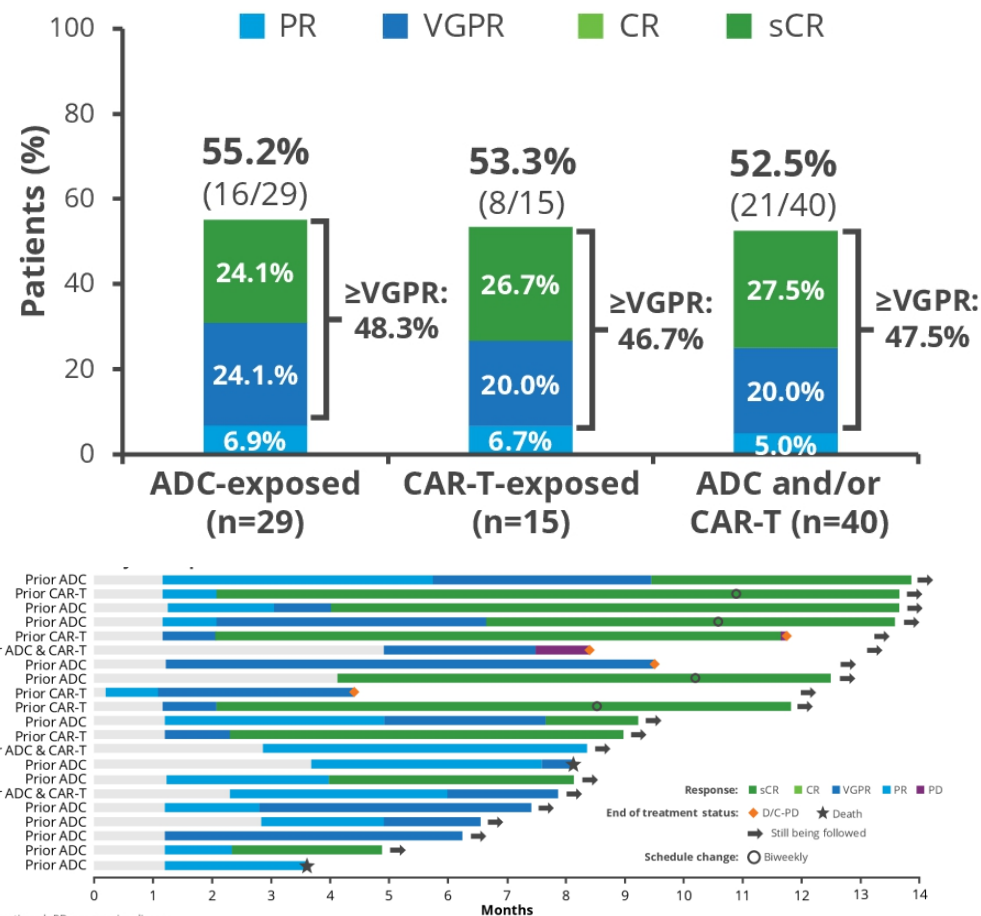 PR VGPR CR sCR
100
80
60
40
20
0
Patients (%)
55.2%
(16/29)
24.1%
24.1.%
6.9%
≥VGPR:
48.3%
53.3%
(8/15)
26.7%
20.0%
6.7%
≥VGPR:
46.7%
52.5%
(21/40)
27.5%
20.0%
5.0%
≥VGPR:
47.5%
ADC-exposed
(n=29)
CAR-T-exposed
(n=15)
ADC and/or
CAR-T (n=40)
Prior ADC
Prior CAR-T
Prior ADC
Prior ADC
Prior CAR-T
r ADC & CAR-T
Prior ADC
Prior ADC
Prior CAR-T
Prior CAR-T
Prior ADC
Prior CAR-T
r ADC & CAR-T
Prior ADC
Prior ADC
r ADC & CAR-T
Prior ADC
Prior ADC
Prior ADC
Prior ADC
Prior ADC
Response: sCR CR VGPR PR PD
End of treatment status: D/C-PD Death
Still being followed
Schedule change: Biweekly
0 1 2 3 4 5 6 7 8 9 10 11 12 13 14
Months